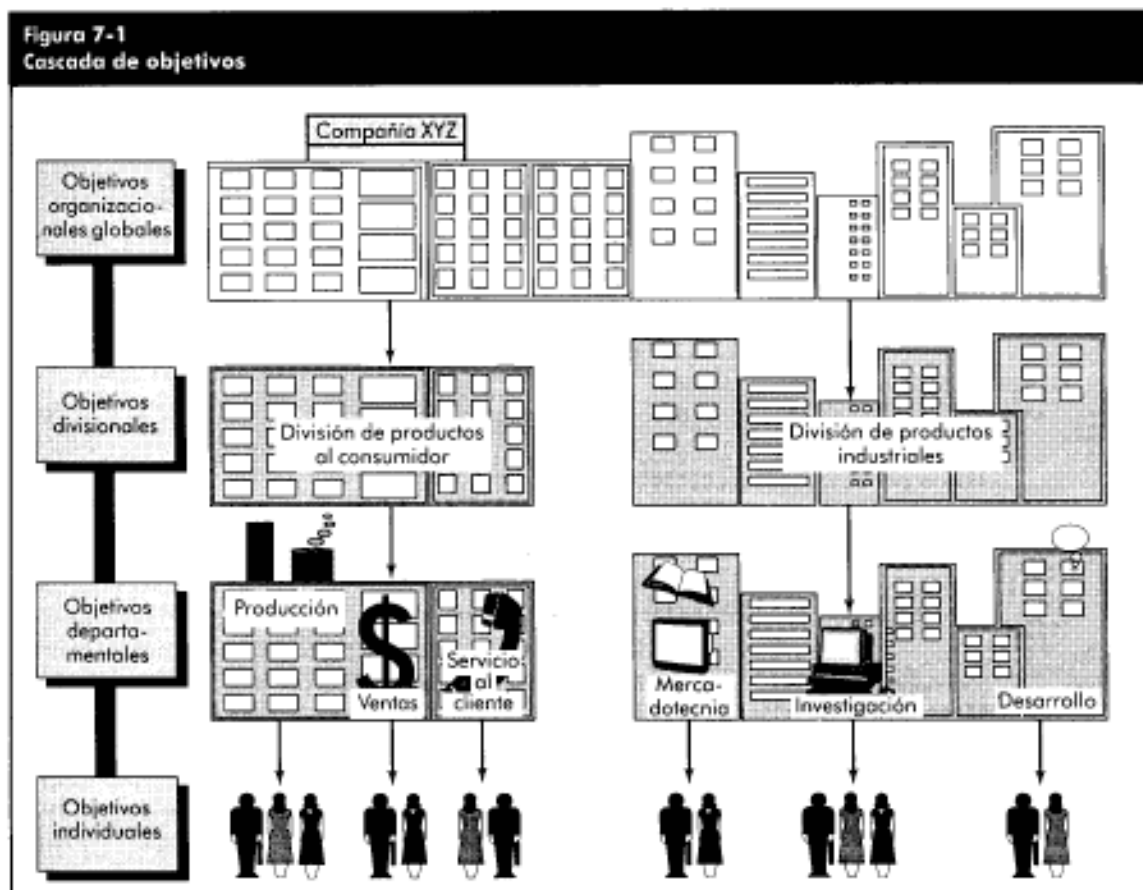 Figura 7-1
Cascada de objetivos
Compañía XYZ
Objetivos
organizacio-
nales globales
Objetivos
divisionales
División de productos
al consumidor
División de productos
industriales
Objetivos
departa-
mentales
Producción
Ventas
Servicio
al
cliente
Merca-
dotecnia
Investigación
Desarrollo
Objetivos
individuales